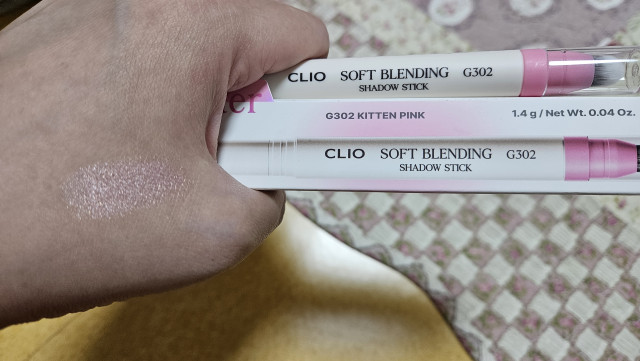 CLIO SOFT BLENDING G302
SHADOW STICK
er
G302 KITTEN PINK 1.4 g / Net Wt. 0.04 Oz.
CLIO SOFT BLENDING G302
SHADOW STICK